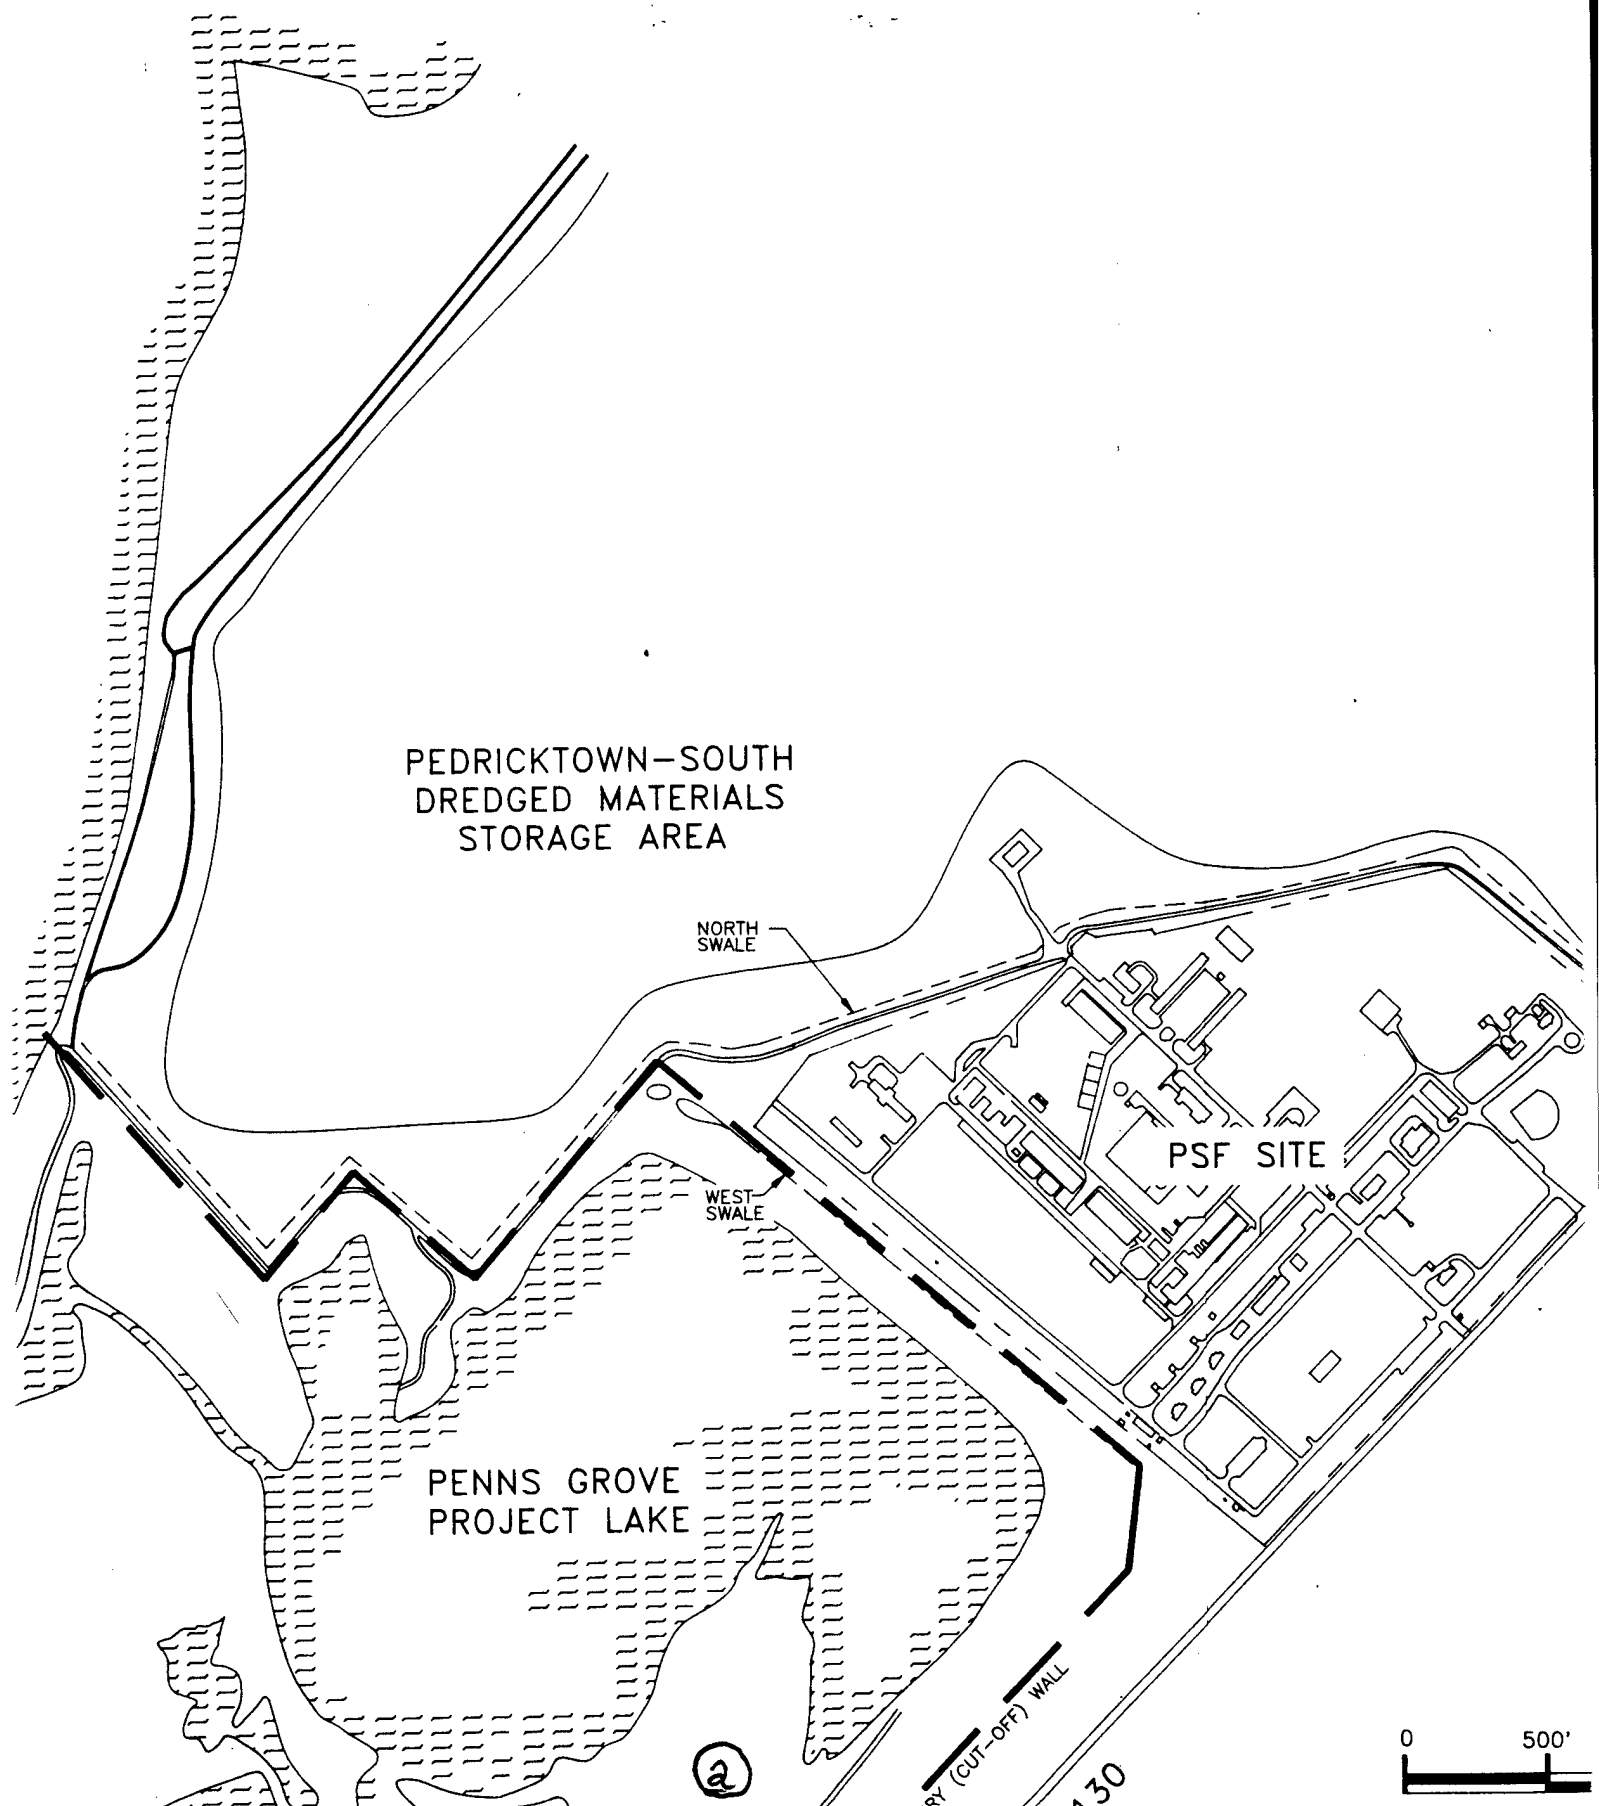 PEDRICKTOWN-SOUTH
DREDGED MATERIALS
STORAGE AREA
NORTH
SWALE
PSF SITE
WEST
SWALE
PENNS GROVE
PROJECT LAKE
(CUT-OFF) WALL
130
2
0 500'